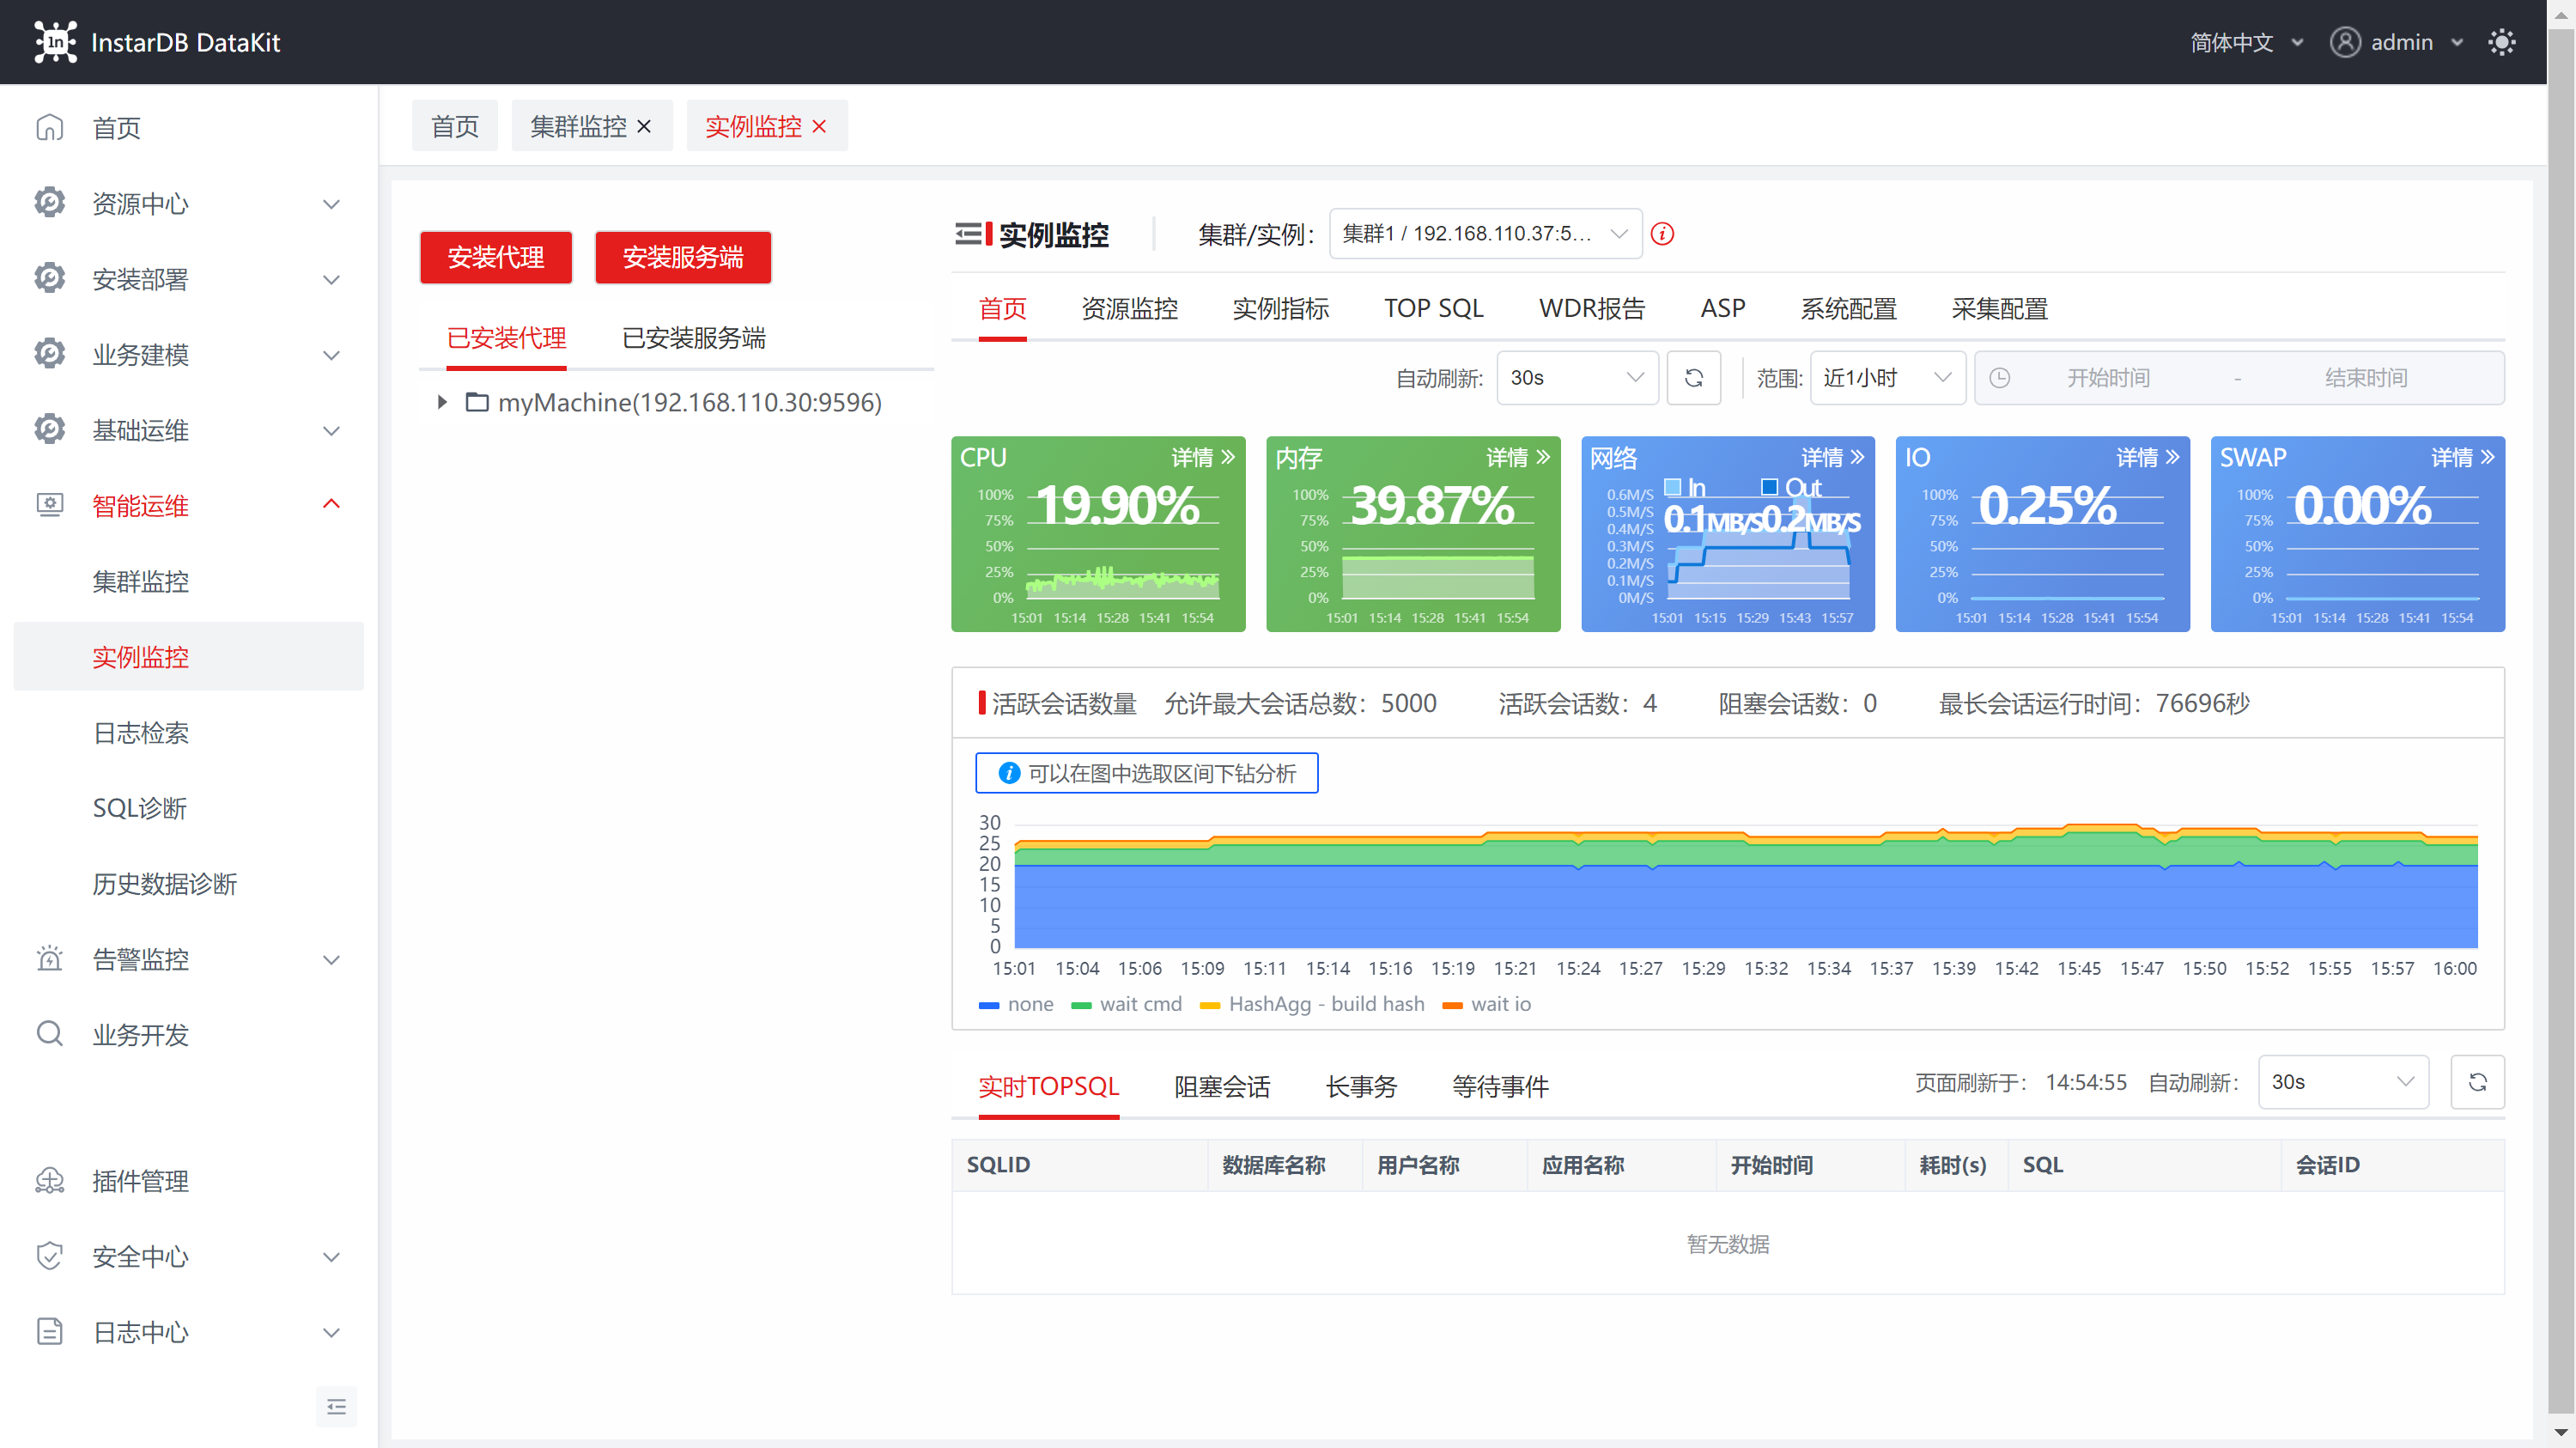 InstarDB DataKit
简体中文 admin
首页
资源中心
安装部署
业务建模
基础运维
智能运维
集群监控
实例监控
日志检索
SQL诊断
历史数据诊断
告警监控
业务开发
插件管理
安全中心
日志中心
首页 集群监控 实例监控
安装代理 安装服务端
已安装代理 已安装服务端
myMachine(192.168.110.30:9596)
实例监控 集群/实例: 集群1 / 192.168.110.37:5...
首页 资源监控 实例指标 TOP SQL WDR报告 ASP 系统配置 采集配置
自动刷新: 30s 范围: 近1小时 开始时间 - 结束时间
CPU 详情
19.90%
100%
75%
50%
25%
0%
15:01 15:14 15:28 15:41 15:54
内存 详情
39.87%
100%
75%
50%
25%
0%
15:01 15:14 15:28 15:41 15:54
网络 详情
In Out
0.1MB/S 0.2MB/S
0.6M/S
0.5M/S
0.4M/S
0.3M/S
0.2M/S
0.1M/S
0M/S
15:01 15:15 15:29 15:43 15:57
IO 详情
0.25%
100%
75%
50%
25%
0%
15:01 15:14 15:28 15:41 15:54
SWAP 详情
0.00%
100%
75%
50%
25%
0%
15:01 15:14 15:28 15:41 15:54
活跃会话数量 允许最大会话总数: 5000 活跃会话数: 4 阻塞会话数: 0 最长会话运行时间: 76696秒
可以在图中选取区间下钻分析
30
25
20
15
10
5
0
15:01 15:04 15:06 15:09 15:11 15:14 15:16 15:19 15:21 15:24 15:27 15:29 15:32 15:34 15:37 15:39 15:42 15:45 15:47 15:50 15:52 15:55 15:57 16:00
none wait cmd HashAgg - build hash wait io
实时TOPSQL 阻塞会话 长事务 等待事件
页面刷新于: 14:54:55 自动刷新: 30s
SQLID 数据库名称 用户名称 应用名称 开始时间 耗时(s) SQL 会话ID
暂无数据